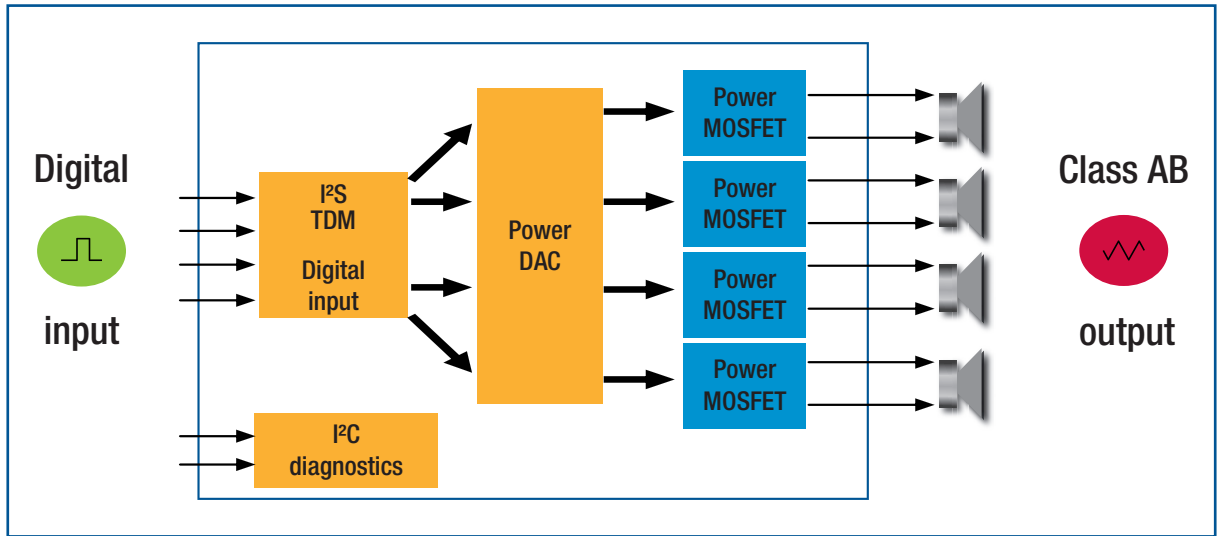 Digital
input
I²S
TDM
Digital
input
I²C
diagnostics
Power
DAC
Power
MOSFET
Power
MOSFET
Power
MOSFET
Power
MOSFET
Class AB
output